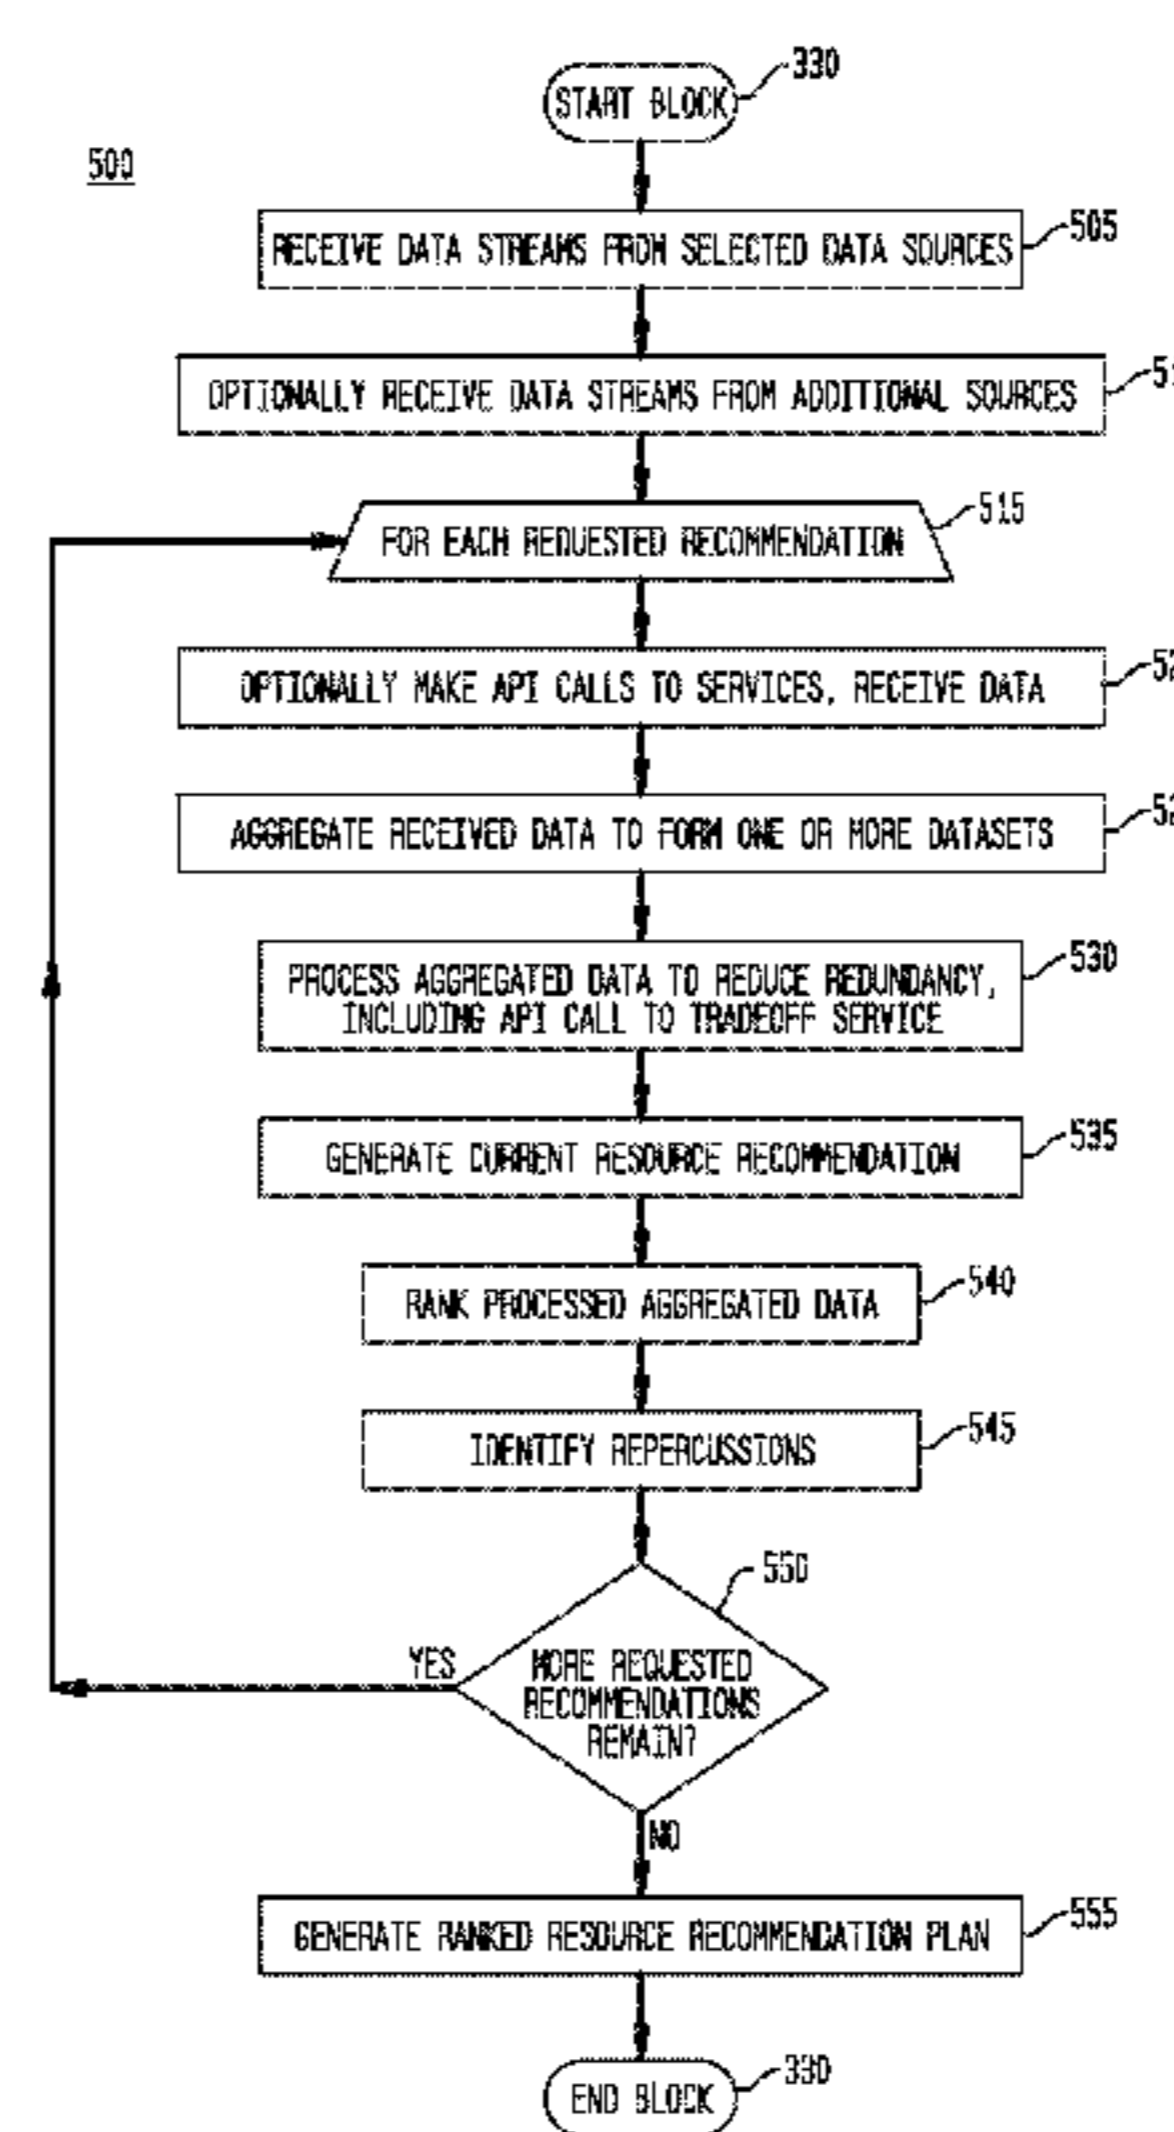 330
START BLOCK
500
505
RECEIVE DATA STREAMS FROM SELECTED DATA SOURCES
OPTIONALLY RECEIVE DATA STREAMS FROM ADDITIONAL SOURCES
515
FOR EACH REQUESTED RECOMMENDATION
OPTIONALLY MAKE API CALLS TO SERVICES, RECEIVE DATA
AGGREGATE RECEIVED DATA TO FORM ONE OR MORE DATASETS
530
PROCESS AGGREGATED DATA TO REDUCE REDUNDANCY,
INCLUDING API CALL TO TRADEOFF SERVICE
535
GENERATE CURRENT RESOURCE RECOMMENDATION
540
RANK PROCESSED AGGREGATED DATA
545
IDENTIFY REPERCUSSIONS
550
YES
MORE REQUESTED
RECOMMENDATIONS
REMAIN?
NO
555
GENERATE RANKED RESOURCE RECOMMENDATION PLAN
330
END BLOCK